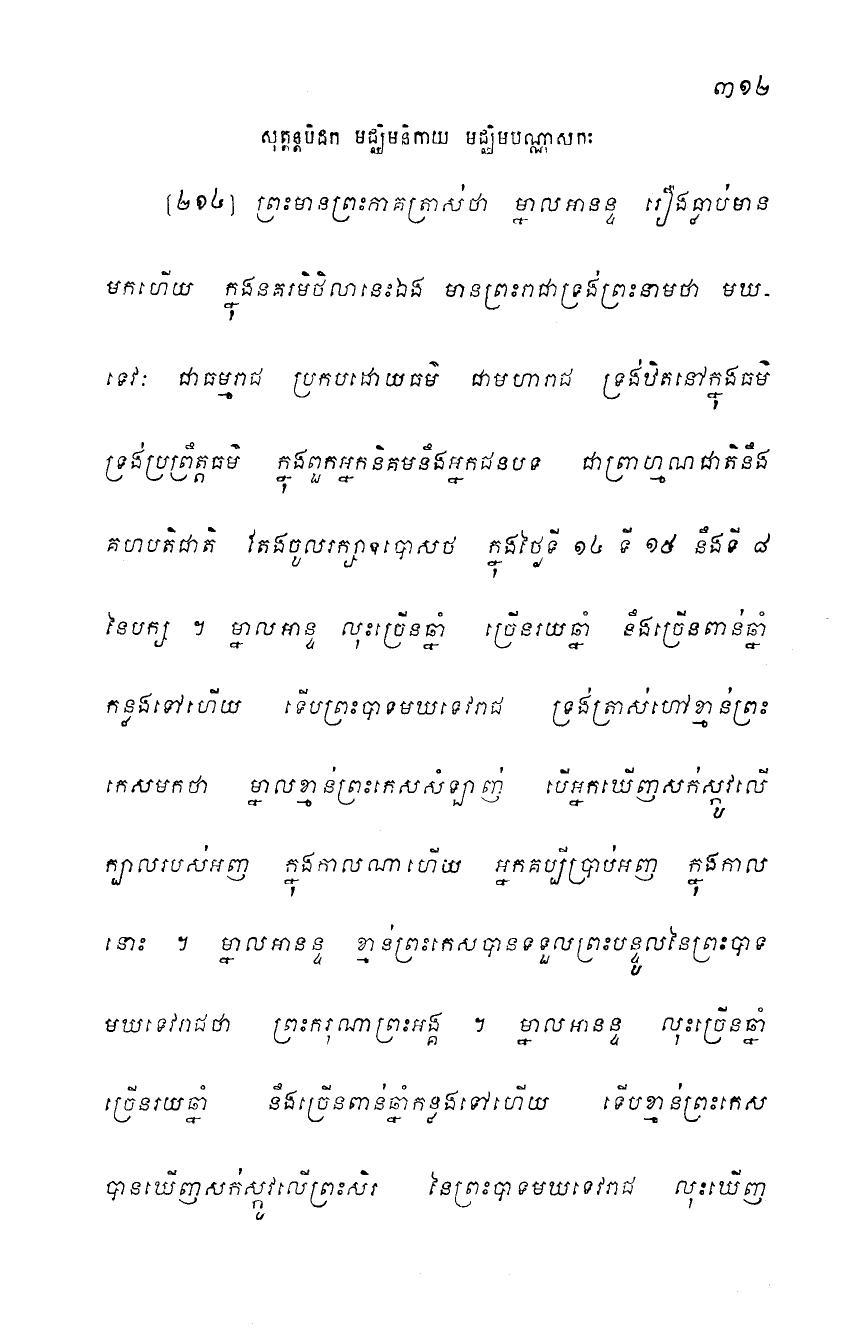 ៣១២
សុត្តន្តបិដក មជ្ឈិមនិកាយ មជ្ឈិមបណ្ណាសកៈ
[២១៤] ព្រះមានព្រះភាគត្រាស់ថា ម្នាលអានន្ទ រឿងធ្លាប់មាន
មកហើយ ក្នុងនគរមិថិលានេះឯង មានព្រះរាជាទ្រង់ព្រះនាមថា មឃ-
ទេវៈ ជាធម្មរាជ ប្រកបដោយធម៌ ជាមហារាជ ទ្រង់ឋិតនៅក្នុងធម៌
ទ្រង់ប្រព្រឹត្តធម៌ ក្នុងពួកអ្នកនិគមនឹងអ្នកជនបទ ជាព្រាហ្មណជាតិនឹង
គហបតិជាតិ តែងចូលរក្សាឧបោសថ ក្នុងថ្ងៃទី ១៤ ទី ១៥ នឹងទី ៨
នៃបក្ស ។ ម្នាលអានន្ទ លុះច្រើនឆ្នាំ ច្រើនរយឆ្នាំ នឹងច្រើនពាន់ឆ្នាំ
កន្លងទៅហើយ ទើបព្រះបាទមឃទេវរាជ ទ្រង់ត្រាស់ហៅខ្មាន់ព្រះ
កេសមកថា ម្នាលខ្មាន់ព្រះកេសសំឡាញ់ បើអ្នកឃើញសក់ស្កូវលើ
ក្បាលរបស់អញ ក្នុងកាលណាហើយ អ្នកគប្បីប្រាប់អញ ក្នុងកាល
នោះ ។ ម្នាលអានន្ទ ខ្មាន់ព្រះកេសបានទទួលព្រះបន្ទូលនៃព្រះបាទ
មឃទេវរាជថា ព្រះករុណាព្រះអង្គ ។ ម្នាលអានន្ទ លុះច្រើនឆ្នាំ
ច្រើនរយឆ្នាំ នឹងច្រើនពាន់ឆ្នាំកន្លងទៅហើយ ទើបខ្មាន់ព្រះកេស
បានឃើញសក់ស្កូវលើព្រះសិរ នៃព្រះបាទមឃទេវរាជ លុះឃើញ